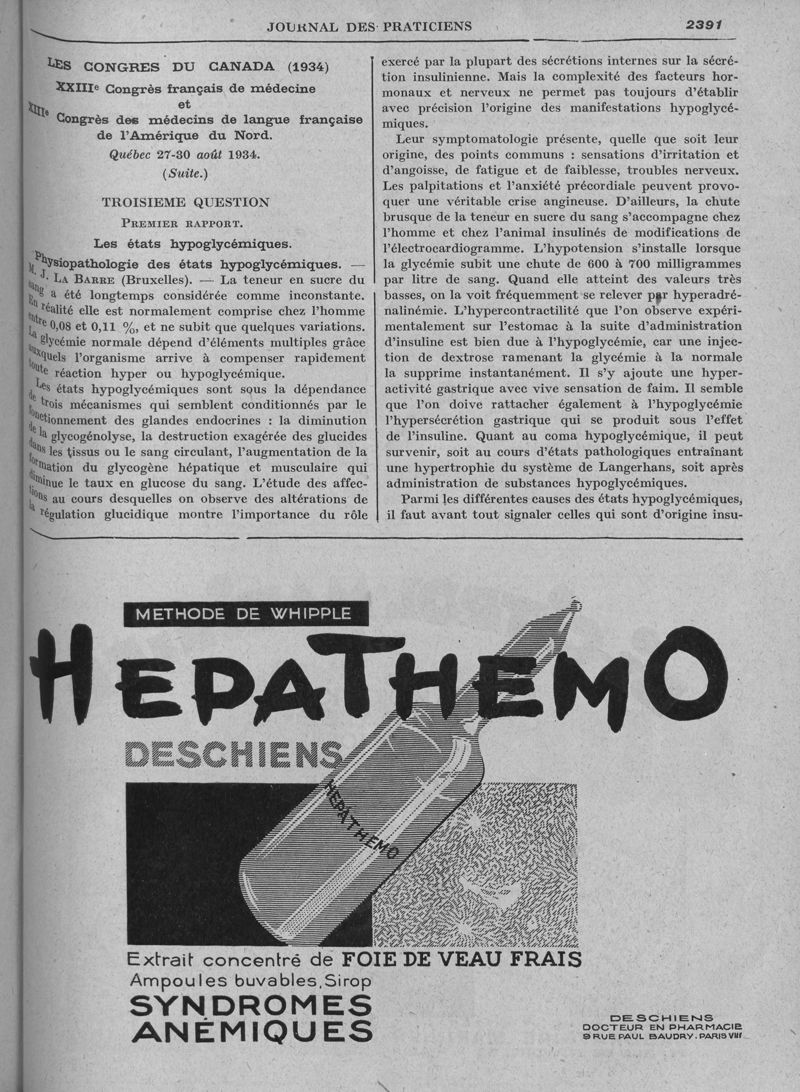 JOURNAL DES PRATICIENS
2391
LES CONGRES DU CANADA (1934)
XXIIIe Congrès français de médecine
et
XIIIe Congrès des médecins de langue française
de l'Amérique du Nord.
Québec 27-30 août 1934.
(Suite.)
TROISIEME QUESTION
PREMIER RAPPORT.
Les états hypoglycémiques.
Physiopathologie des états hypoglycémiques. —
M. J. LA BARRE (Bruxelles). — La teneur en sucre du
sang a été longtemps considérée comme inconstante.
En réalité elle est normalement comprise chez l'homme
entre 0,08 et 0,11 %, et ne subit que quelques variations.
La glycémie normale dépend d'éléments multiples grâce
auxquels l'organisme arrive à compenser rapidement
toute réaction hyper ou hypoglycémique.
Les états hypoglycémiques sont sous la dépendance
de trois mécanismes qui semblent conditionnés par le
fonctionnement des glandes endocrines : la diminution
de la glycogénolyse, la destruction exagérée des glucides
dans les tissus ou le sang circulant, l'augmentation de la
formation du glycogène hépatique et musculaire qui
diminue le taux en glucose du sang. L'étude des affec-
tions au cours desquelles on observe des altérations de
la régulation glucidique montre l'importance du rôle
exercé par la plupart des sécrétions internes sur la sécré-
tion insulinienne. Mais la complexité des facteurs hor-
monaux et nerveux ne permet pas toujours d'établir
avec précision l'origine des manifestations hypoglycé-
miques.
Leur symptomatologie présente, quelle que soit leur
origine, des points communs : sensations d'irritation et
d'angoisse, de fatigue et de faiblesse, troubles nerveux.
Les palpitations et l'anxiété précordiale peuvent provo-
quer une véritable crise angineuse. D'ailleurs, la chute
brusque de la teneur en sucre du sang s'accompagne chez
l'homme et chez l'animal insulinés de modifications de
l'électrocardiogramme. L'hypotension s'installe lorsque
la glycémie subit une chute de 600 à 700 milligrammes
par litre de sang. Quand elle atteint des valeurs très
basses, on la voit fréquemment se relever par hyperadré-
nalinémie. L'hypercontractilité que l'on observe expéri-
mentalement sur l'estomac à la suite d'administration
d'insuline est bien due à l'hypoglycémie, car une injec-
tion de dextrose ramenant la glycémie à la normale
la supprime instantanément. Il s'y ajoute une hyper-
activité gastrique avec vive sensation de faim. Il semble
que l'on doive rattacher également à l'hypoglycémie
l'hypersécrétion gastrique qui se produit sous l'effet
de l'insuline. Quant au coma hypoglycémique, il peut
survenir, soit au cours d'états pathologiques entraînant
une hypertrophie du système de Langerhans, soit après
administration de substances hypoglycémiques.
Parmi les différentes causes des états hypoglycémiques,
il faut avant tout signaler celles qui sont d'origine insu-
METHODE DE WHIPPLE
HEPATHEMO
DESCHIENS
HEPATHEMO
Extrait concentré de FOIE DE VEAU FRAIS
Ampoules buvables, Sirop
SYNDROMES
ANÉMIQUES
DESCHIENS
DOCTEUR EN PHARMACIE
9 RUE PAUL BAUDRY. PARIS VIIIe